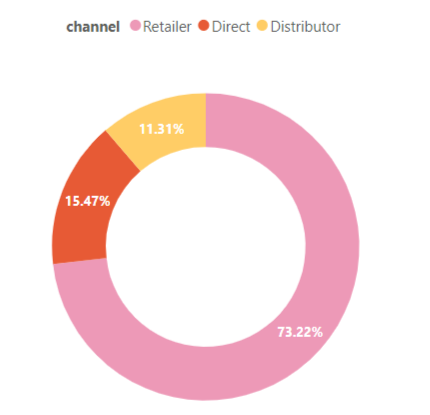 channel Retailer Direct Distributor
11.31%
15.47%
73.22%